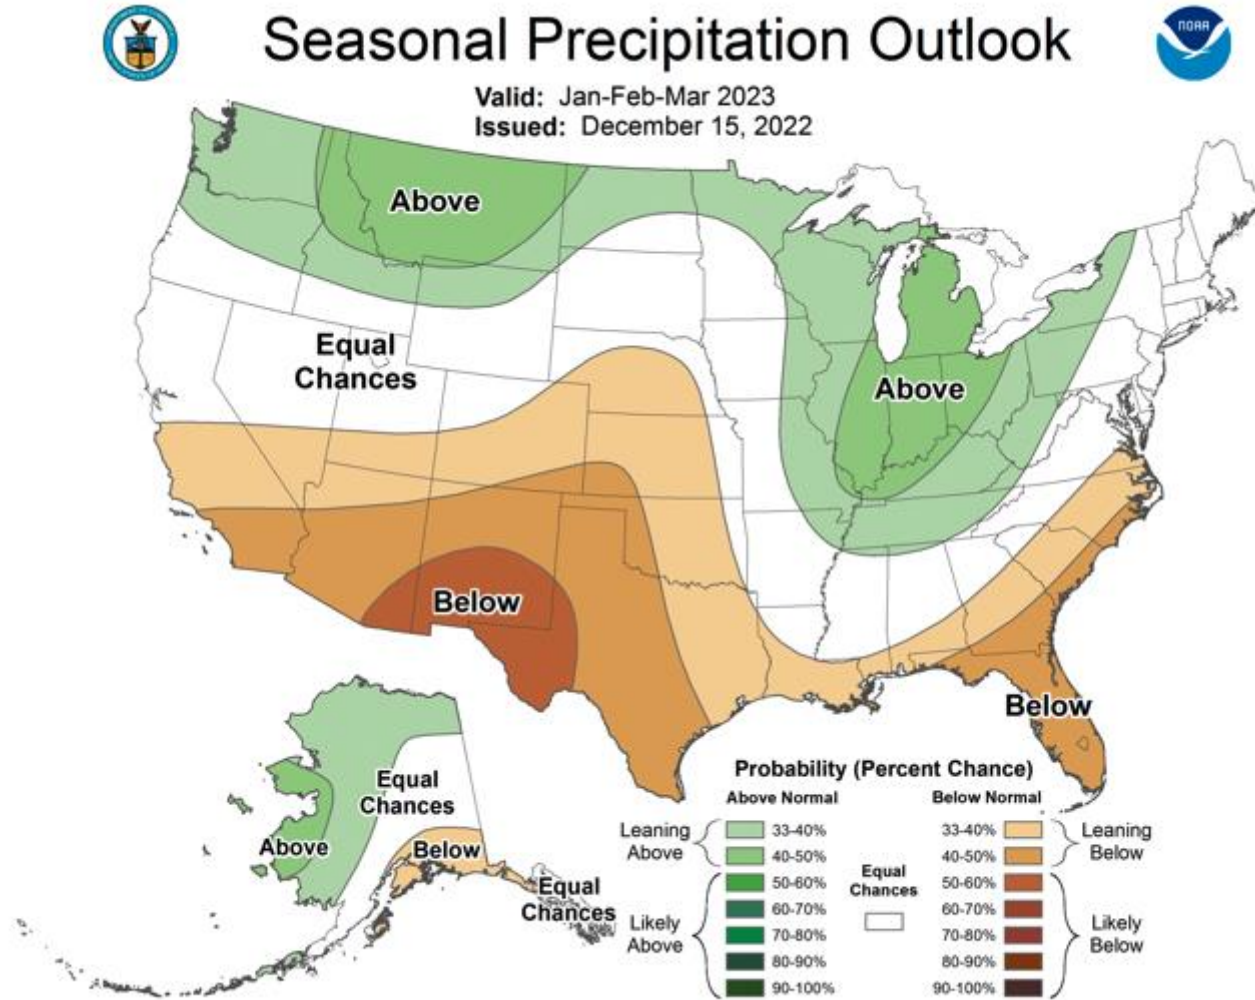 Seasonal Precipitation Outlook
NOAA
Valid: Jan-Feb-Mar 2023
Issued: December 15, 2022
Above
Equal
Chances
Above
Below
Below
Equal
Chances
Above
Below
Equal
Chances
Probability (Percent Chance)
Above Normal
Below Normal
Leaning
Above
33-40%
40-50%
Likely
Above
50-60%
60-70%
70-80%
80-90%
90-100%
Equal
Chances
33-40%
40-50%
Leaning
Below
50-60%
60-70%
70-80%
80-90%
90-100%
Likely
Below